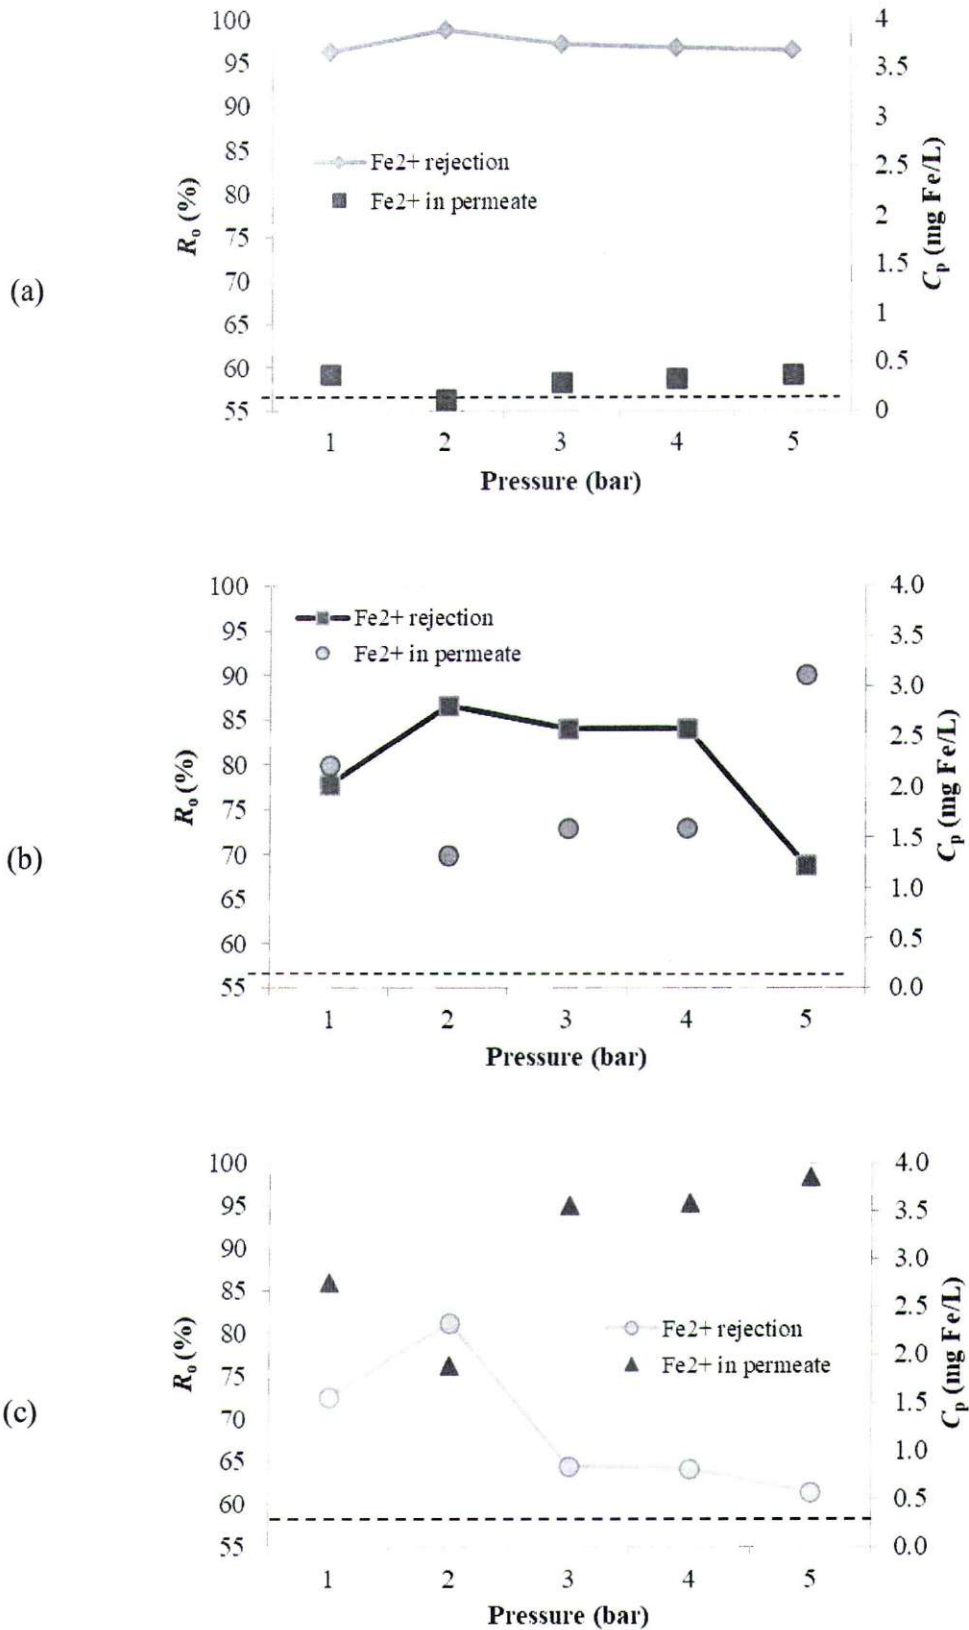 100
95
90
85
80
75
70
65
60
55
R₀ (%)
4
3.5
3
2.5
2
1.5
1
0.5
0
Cₚ (mg Fe/L)
Fe2+ rejection
Fe2+ in permeate
(a)
1 2 3 4 5
Pressure (bar)
100
95
90
85
80
75
70
65
60
55
R₀ (%)
4.0
3.5
3.0
2.5
2.0
1.5
1.0
0.5
0.0
Cₚ (mg Fe/L)
Fe2+ rejection
Fe2+ in permeate
(b)
1 2 3 4 5
Pressure (bar)
100
95
90
85
80
75
70
65
60
55
R₀ (%)
4.0
3.5
3.0
2.5
2.0
1.5
1.0
0.5
0.0
Cₚ (mg Fe/L)
Fe2+ rejection
Fe2+ in permeate
(c)
1 2 3 4 5
Pressure (bar)